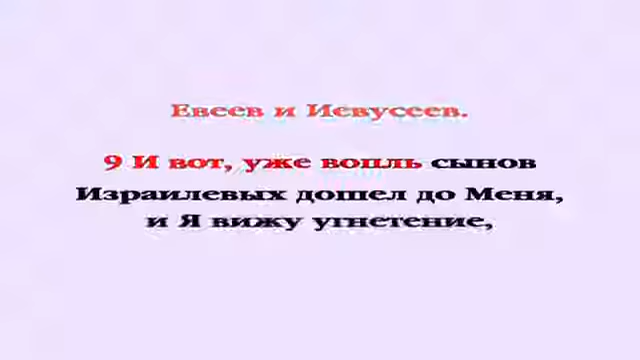 Евеев и Иевусеев.
9 И вот, уже вопль сынов
Израилевых дошел до Меня,
и Я вижу угнетение,